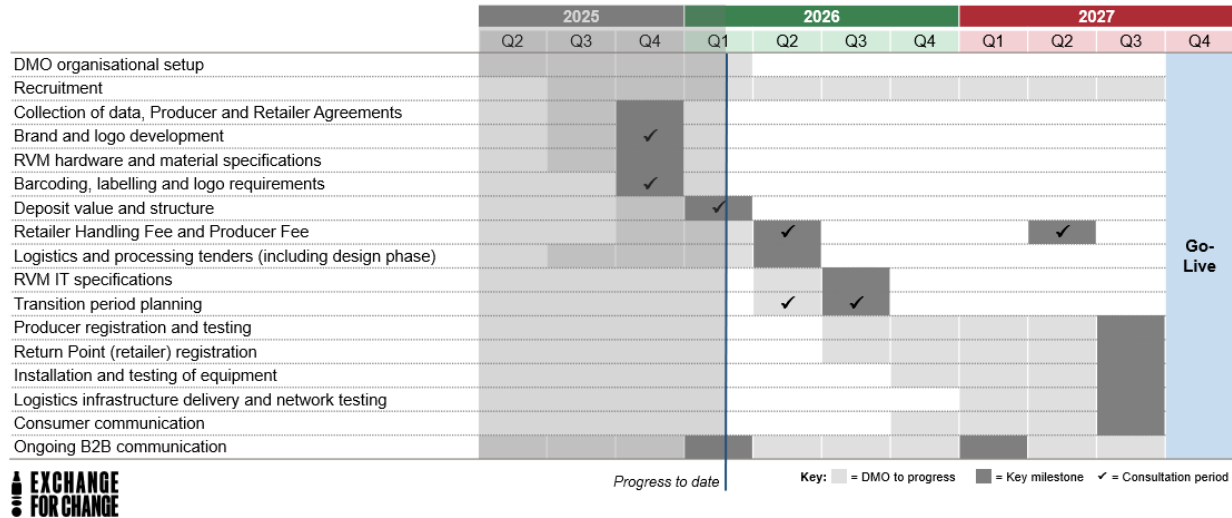 2025 2026 2027
Q2 Q3 Q4 Q1 Q2 Q3 Q4 Q1 Q2 Q3 Q4
DMO organisational setup
Recruitment
Collection of data, Producer and Retailer Agreements
Brand and logo development ✓
RVM hardware and material specifications
Barcoding, labelling and logo requirements ✓
Deposit value and structure ✓
Retailer Handling Fee and Producer Fee ✓ ✓
Logistics and processing tenders (including design phase)
RVM IT specifications
Transition period planning ✓ ✓
Producer registration and testing
Return Point (retailer) registration
Installation and testing of equipment
Logistics infrastructure delivery and network testing
Consumer communication
Ongoing B2B communication
Go-
Live
EXCHANGE
FOR CHANGE
Progress to date
Key: = DMO to progress = Key milestone ✓ = Consultation period